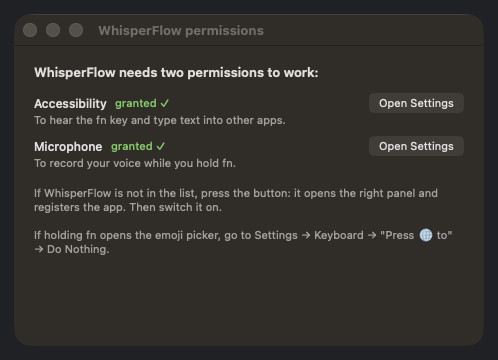 WhisperFlow permissions
WhisperFlow needs two permissions to work:
Accessibility granted ✓ Open Settings
To hear the fn key and type text into other apps.
Microphone granted ✓ Open Settings
To record your voice while you hold fn.
If WhisperFlow is not in the list, press the button: it opens the right panel and
registers the app. Then switch it on.
If holding fn opens the emoji picker, go to Settings → Keyboard → "Press 🌐 to"
→ Do Nothing.